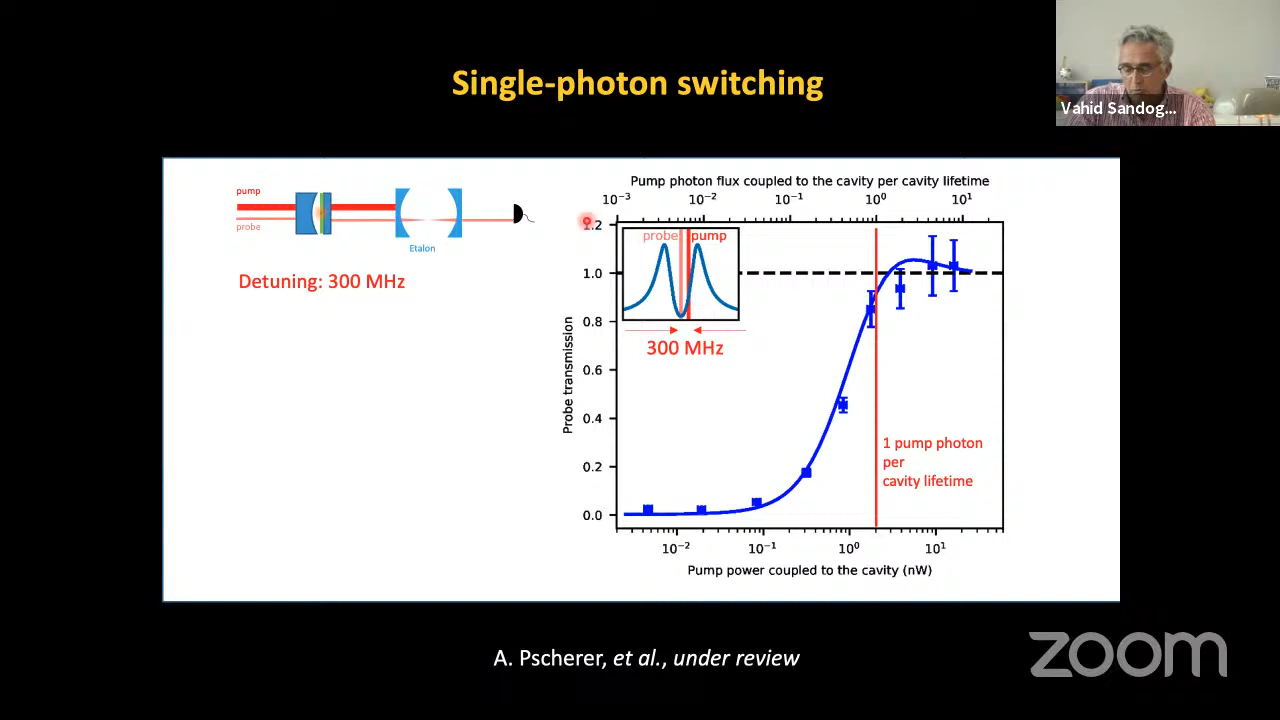 Single-photon switching
Vahid Sandog...
pump
probe
Etalon
Detuning: 300 MHz
Pump photon flux coupled to the cavity per cavity lifetime
10⁻³ 10⁻² 10⁻¹ 10⁰ 10¹
1.2
1.0
0.8
0.6
0.4
0.2
0.0
Probe transmission
probe pump
300 MHz
1 pump photon
per
cavity lifetime
10⁻² 10⁻¹ 10⁰ 10¹
Pump power coupled to the cavity (nW)
A. Pscherer, et al., under review
zoom